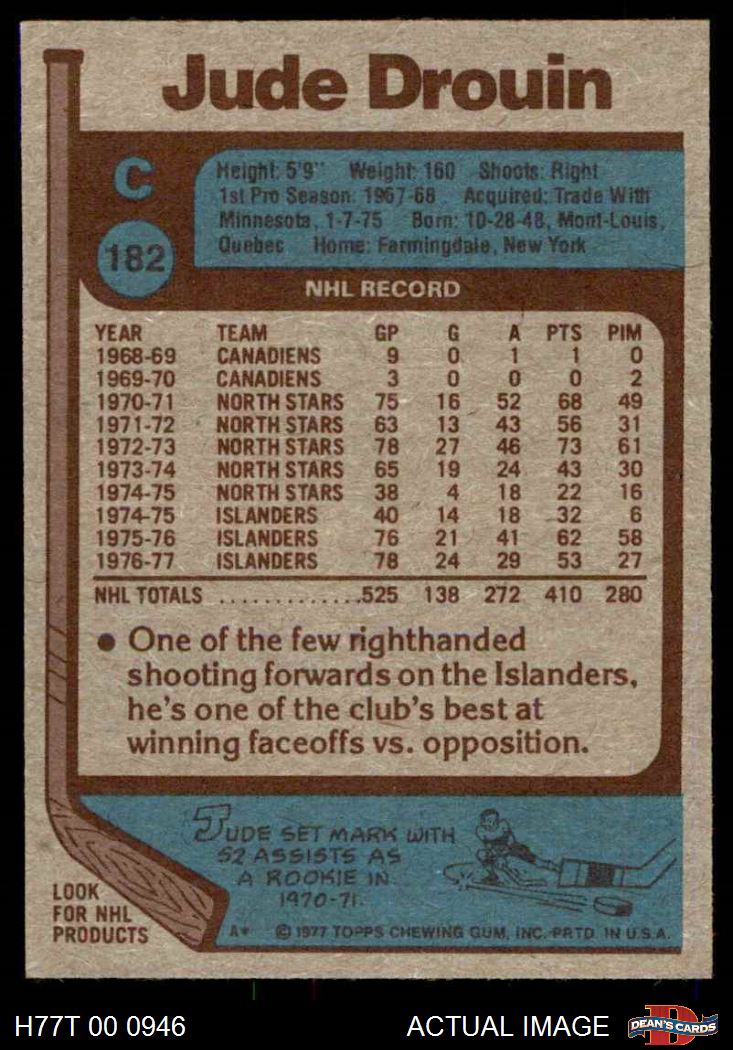 Jude Drouin
C
182
Height: 5'9" Weight: 160 Shoots: Right
1st Pro Season: 1967-68 Acquired: Trade With
Minnesota, 1-7-75 Born: 10-28-48, Mont-Louis,
Quebec Home: Farmingdale, New York
NHL RECORD
YEAR TEAM GP G A PTS PIM
1968-69 CANADIENS 9 0 1 1 0
1969-70 CANADIENS 3 0 0 0 2
1970-71 NORTH STARS 75 16 52 68 49
1971-72 NORTH STARS 63 13 43 56 31
1972-73 NORTH STARS 78 27 46 73 61
1973-74 NORTH STARS 65 19 24 43 30
1974-75 NORTH STARS 38 4 18 22 16
1974-75 ISLANDERS 40 14 18 32 6
1975-76 ISLANDERS 76 21 41 62 58
1976-77 ISLANDERS 78 24 29 53 27
NHL TOTALS .............525 138 272 410 280
• One of the few righthanded
shooting forwards on the Islanders,
he's one of the club's best at
winning faceoffs vs. opposition.
JUDE SET MARK WITH
52 ASSISTS AS
A ROOKIE IN
1970-71.
LOOK
FOR NHL
PRODUCTS
A* © 1977 TOPPS CHEWING GUM, INC. PRTD. IN U.S.A.
H77T 00 0946 ACTUAL IMAGE
D
DEAN'S CARDS